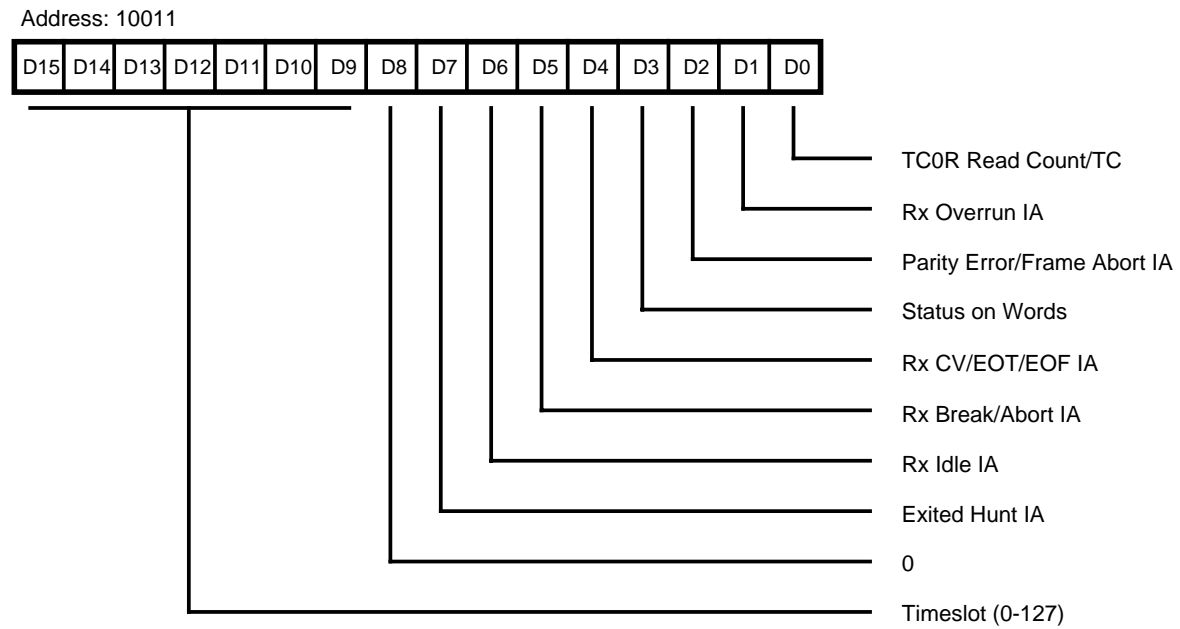 Address: 10011
D15 D14 D13 D12 D11 D10 D9 D8 D7 D6 D5 D4 D3 D2 D1 D0
TC0R Read Count/TC
Rx Overrun IA
Parity Error/Frame Abort IA
Status on Words
Rx CV/EOT/EOF IA
Rx Break/Abort IA
Rx Idle IA
Exited Hunt IA
0
Timeslot (0-127)